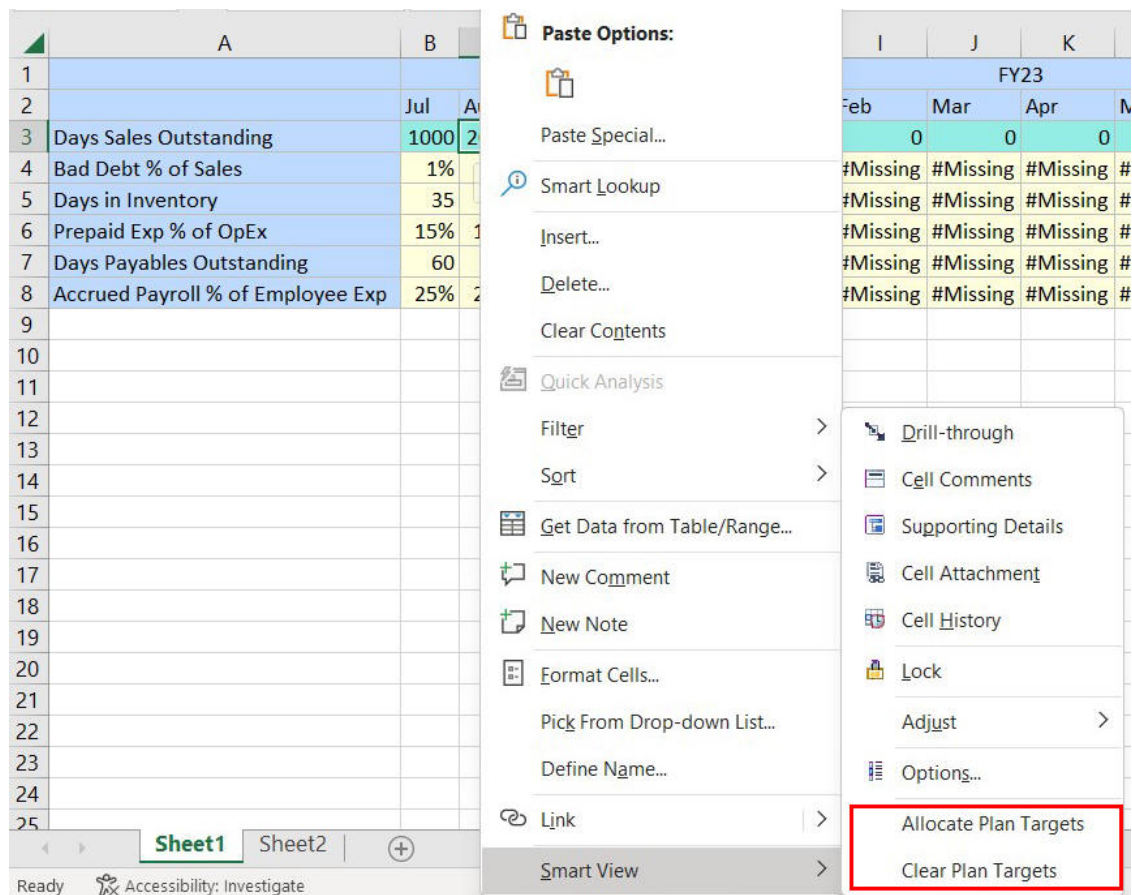 A B I J K
1 FY23
2 Jul Feb Mar Apr
3 Days Sales Outstanding 1000 0 0 0
4 Bad Debt % of Sales 1% #Missing #Missing #Missing #
5 Days in Inventory 35 #Missing #Missing #Missing #
6 Prepaid Exp % of OpEx 15% #Missing #Missing #Missing #
7 Days Payables Outstanding 60 #Missing #Missing #Missing #
8 Accrued Payroll % of Employee Exp 25% #Missing #Missing #Missing #
9
10
11
12
13
14
15
16
17
18
19
20
21
22
23
24
25
Sheet1 Sheet2
Ready Accessibility: Investigate
Paste Options:
Paste Special...
Smart Lookup
Insert...
Delete...
Clear Contents
Quick Analysis
Filter
Sort
Get Data from Table/Range...
New Comment
New Note
Format Cells...
Pick From Drop-down List...
Define Name...
Link
Smart View
Drill-through
Cell Comments
Supporting Details
Cell Attachment
Cell History
Lock
Adjust
Options...
Allocate Plan Targets
Clear Plan Targets